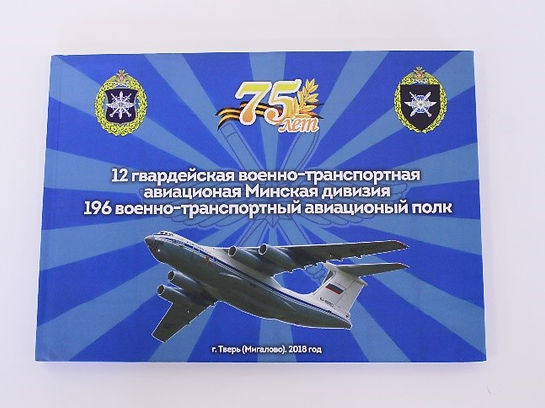 75
лет
12 гвардейская военно-транспортная
авиационая Минская дивизия
196 военно-транспортный авиационый полк
г. Тверь (Мигалово). 2018 год